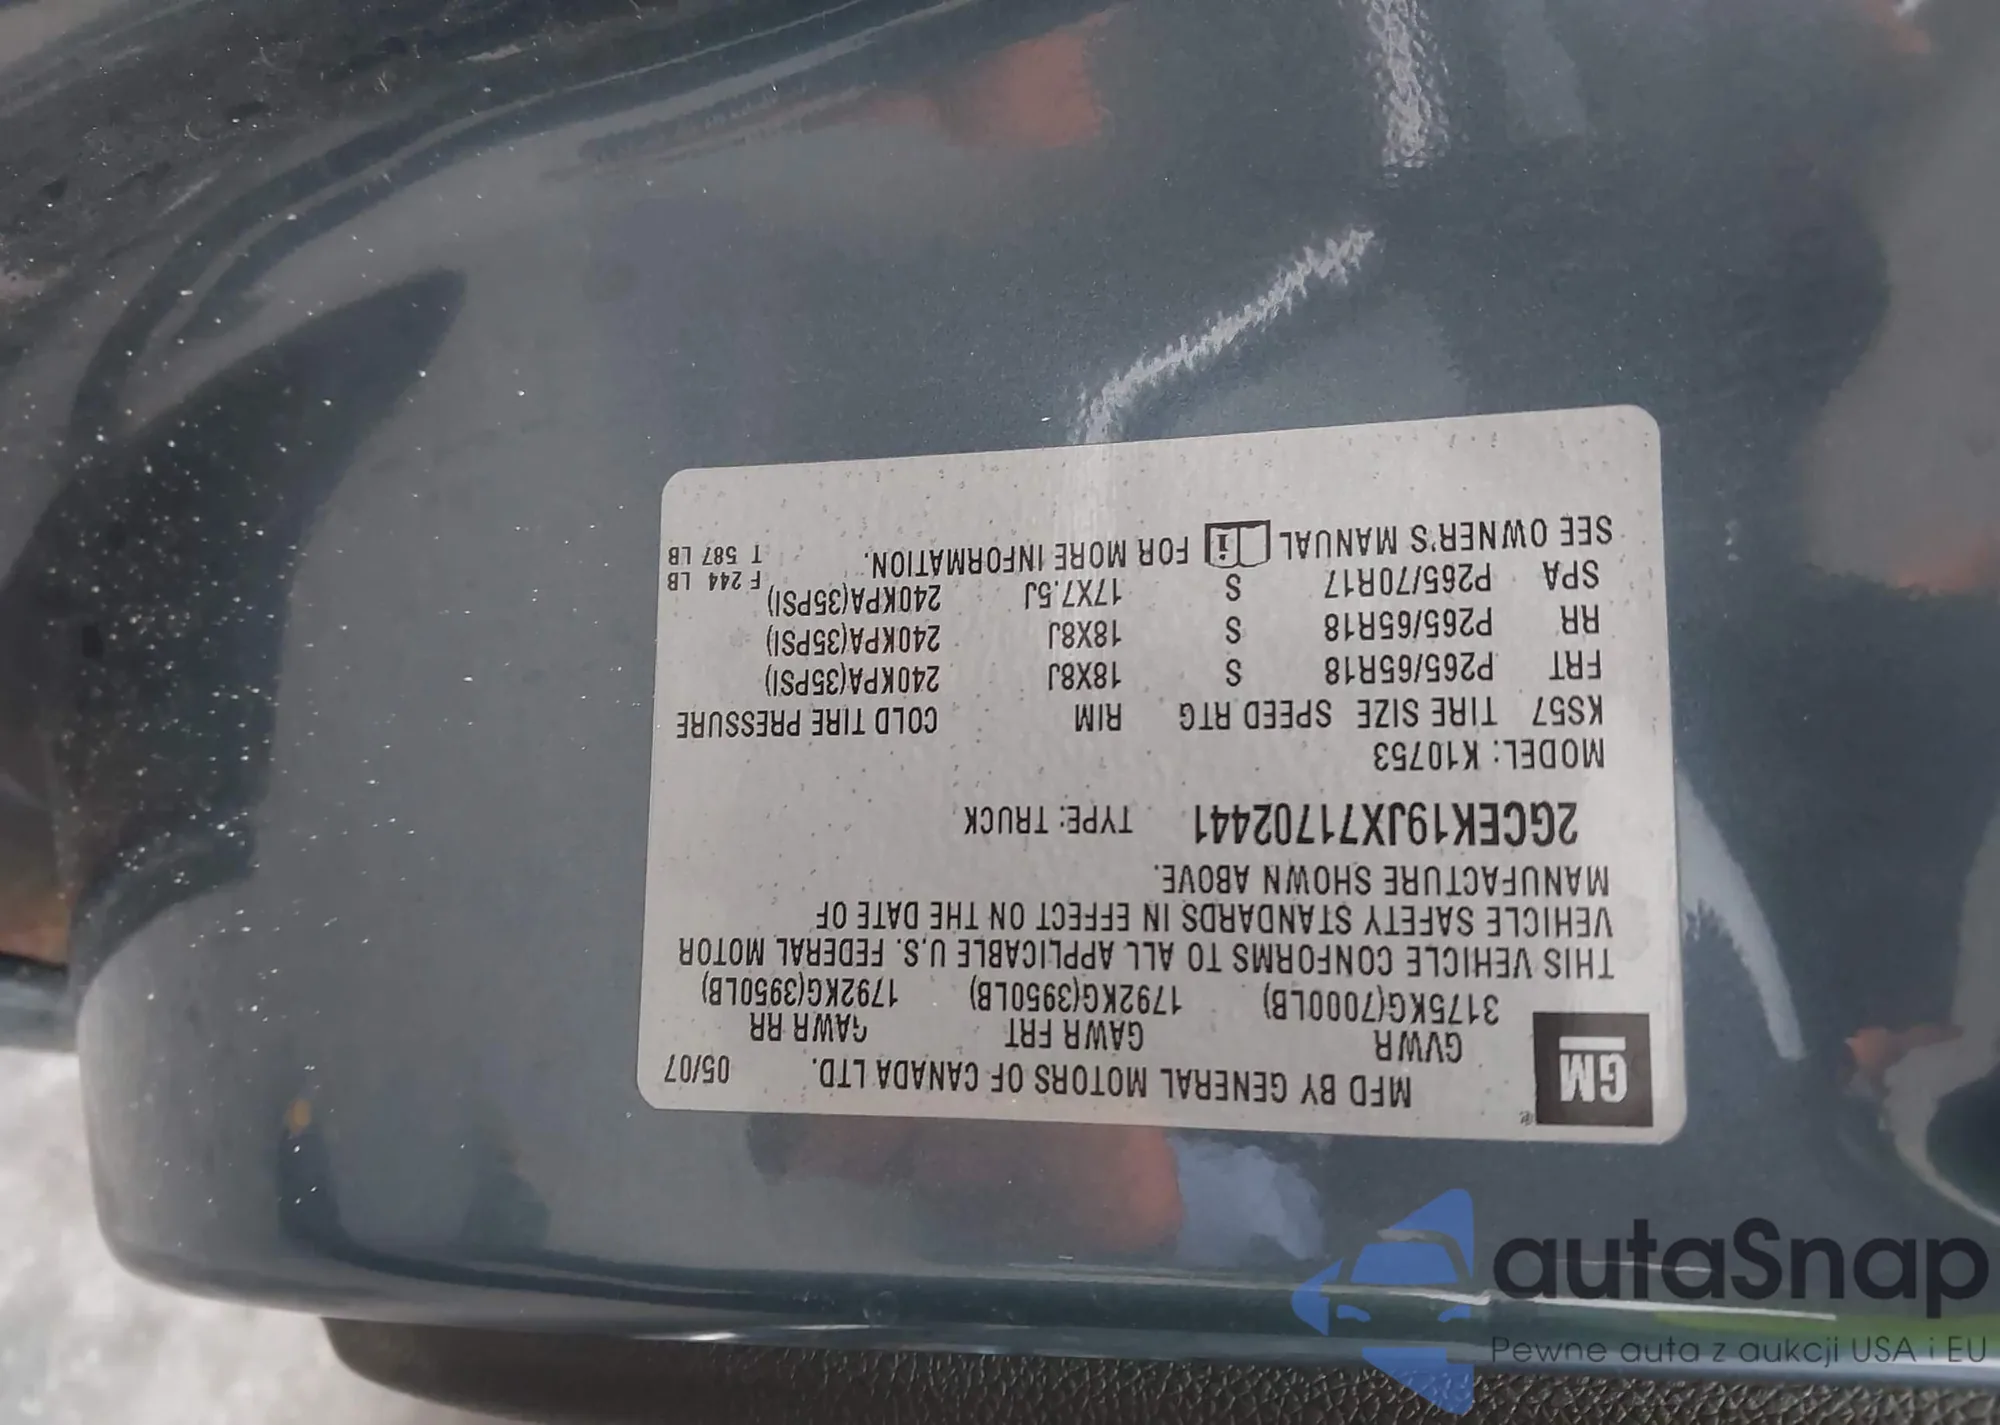 GM
MFD BY GENERAL MOTORS OF CANADA LTD. 05/07
GVWR GAWR FRT GAWR RR
3175KG(7000LB) 1792KG(3950LB) 1792KG(3950LB)
THIS VEHICLE CONFORMS TO ALL APPLICABLE U.S. FEDERAL MOTOR
VEHICLE SAFETY STANDARDS IN EFFECT ON THE DATE OF
MANUFACTURE SHOWN ABOVE.
2GCEK19JX71702441 TYPE: TRUCK
MODEL: K10753
KS57 TIRE SIZE SPEED RTG RIM COLD TIRE PRESSURE
FRT P265/65R18 S 18X8J 240KPA(35PSI)
RR P265/65R18 S 18X8J 240KPA(35PSI)
SPA P265/70R17 S 17X7.5J 240KPA(35PSI) F 244 LB
SEE OWNER'S MANUAL i FOR MORE INFORMATION. T 587 LB
autaSnap
Pewne auta z aukcji USA i EU